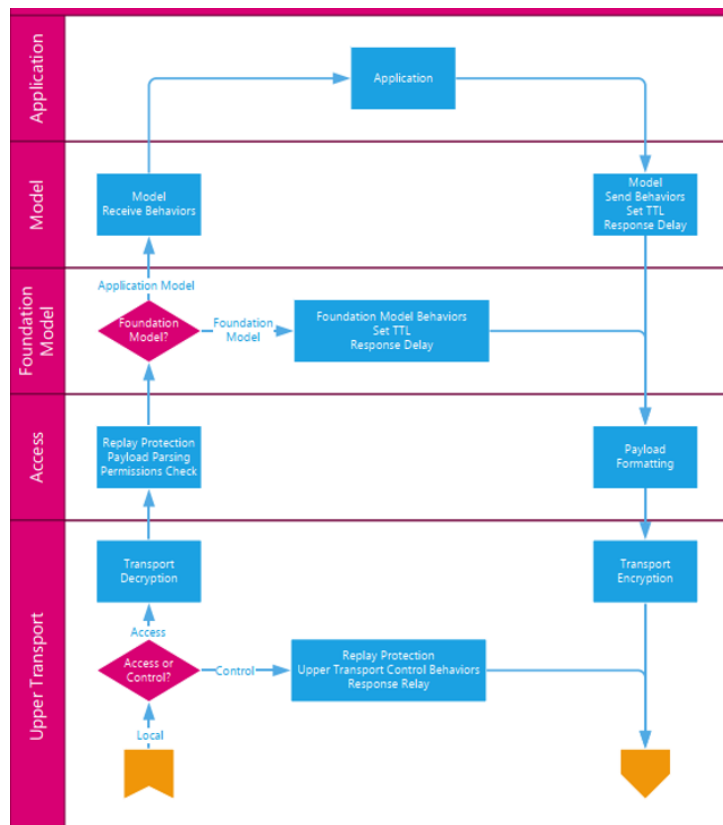 Application
Application
Model
Model
Receive Behaviors
Model
Send Behaviors
Set TTL
Response Delay
Foundation
Model
Application Model
Foundation
Model?
Foundation
Model
Foundation Model Behaviors
Set TTL
Response Delay
Access
Replay Protection
Payload Parsing
Permissions Check
Payload
Formatting
Upper Transport
Transport
Decryption
Transport
Encryption
Access
Access or
Control?
Control
Replay Protection
Upper Transport Control Behaviors
Response Relay
Local